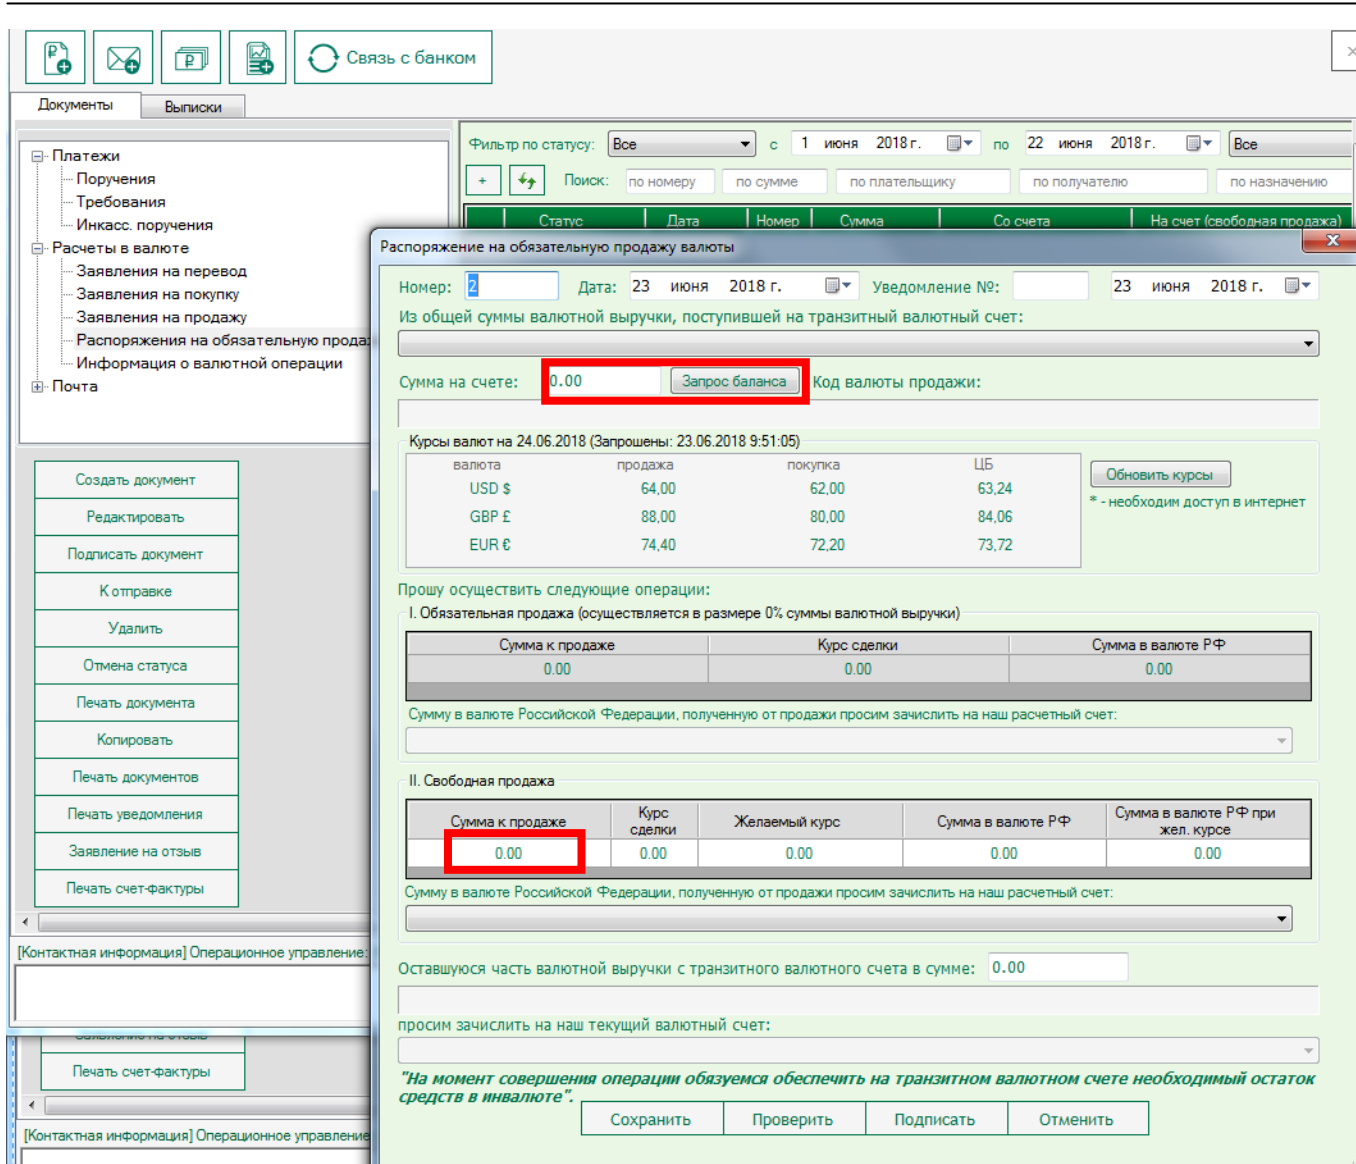 Связь с банком
Документы
Выписки
Платежи
Поручения
Требования
Инкасс. поручения
Расчеты в валюте
Заявления на перевод
Заявления на покупку
Заявления на продажу
Распоряжения на обязательную
Информация о валютной операции
Почта
Фильтр по статусу: Все с 1 июня 2018 г. по 22 июня 2018 г. Все
+ Поиск: по номеру по сумме по плательщику по получателю по назначению
Статус Дата Номер Сумма Со счета На счет (свободная продажа)
Распоряжение на обязательную продажу валюты
Номер: 2 Дата: 23 июня 2018 г. Уведомление №: 23 июня 2018 г.
Из общей суммы валютной выручки, поступившей на транзитный валютный счет:
Сумма на счете: 0.00 Запрос баланса Код валюты продажи:
Курсы валют на 24.06.2018 (Запрошены: 23.06.2018 9:51:05)
валюта продажа покупка ЦБ
USD $ 64,00 62,00 63,24
GBP £ 88,00 80,00 84,06
EUR € 74,40 72,20 73,72
Обновить курсы
* - необходим доступ в интернет
Прошу осуществить следующие операции:
I. Обязательная продажа (осуществляется в размере 0% суммы валютной выручки)
Сумма к продаже Курс сделки Сумма в валюте РФ
0.00 0.00 0.00
Сумму в валюте Российской Федерации, полученную от продажи просим зачислить на наш расчетный счет:
II. Свободная продажа
Сумма к продаже Курс сделки Желаемый курс Сумма в валюте РФ Сумма в валюте РФ при жел. курсе
0.00 0.00 0.00 0.00 0.00
Сумму в валюте Российской Федерации, полученную от продажи просим зачислить на наш расчетный счет:
Оставшуюся часть валютной выручки с транзитного валютного счета в сумме: 0.00
просим зачислить на наш текущий валютный счет:
"На момент совершения операции обязуемся обеспечить на транзитном валютном счете необходимый остаток
средств в инвалюте".
Сохранить Проверить Подписать Отменить
Создать документ
Редактировать
Подписать документ
К отправке
Удалить
Отмена статуса
Печать документа
Копировать
Печать документов
Печать уведомления
Заявление на отзыв
Печать счет-фактуры
[Контактная информация] Операционное управление:
Заявление на отзыв
Печать счет-фактуры
[Контактная информация] Операционное управление